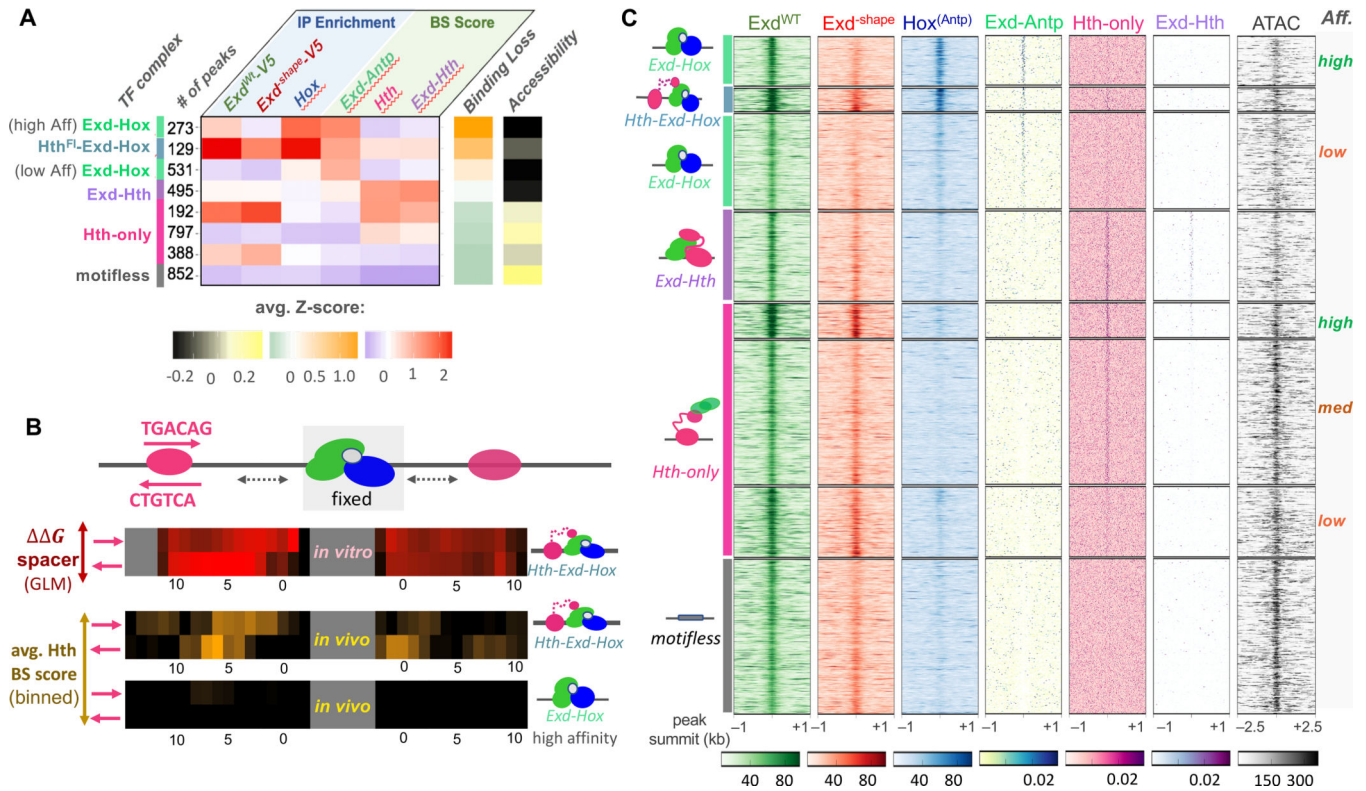 A
IP Enrichment
BS Score
TF complex
# of peaks
Exd^WT-V5
Exd^-shape-V5
Hox
Exd-Antp
Hth
Exd-Hth
Binding Loss
Accessibility
(high Aff) Exd-Hox 273
Hth^Fl-Exd-Hox 129
(low Aff) Exd-Hox 531
Exd-Hth 495
192
Hth-only 797
388
motifless 852
avg. Z-score:
-0.2 0 0.2 0 0.5 1.0 0 1 2
B
TGACAG
CTGTCA
fixed
ΔΔG
spacer
(GLM)
in vitro
Hth-Exd-Hox
10 5 0 0 5 10
avg. Hth
BS score
(binned)
in vivo
Hth-Exd-Hox
10 5 0 0 5 10
in vivo
Exd-Hox
high affinity
10 5 0 0 5 10
C
Exd^WT Exd^-shape Hox^(Antp) Exd-Antp Hth-only Exd-Hth ATAC Aff.
Exd-Hox
high
Hth-Exd-Hox
Exd-Hox
low
Exd-Hth
high
Hth-only
med
low
motifless
peak
summit (kb)
−1 +1 −1 +1 −1 +1 −1 +1 −1 +1 −1 +1 −2.5 +2.5
40 80 40 80 40 80 0.02 0.02 0.02 150 300